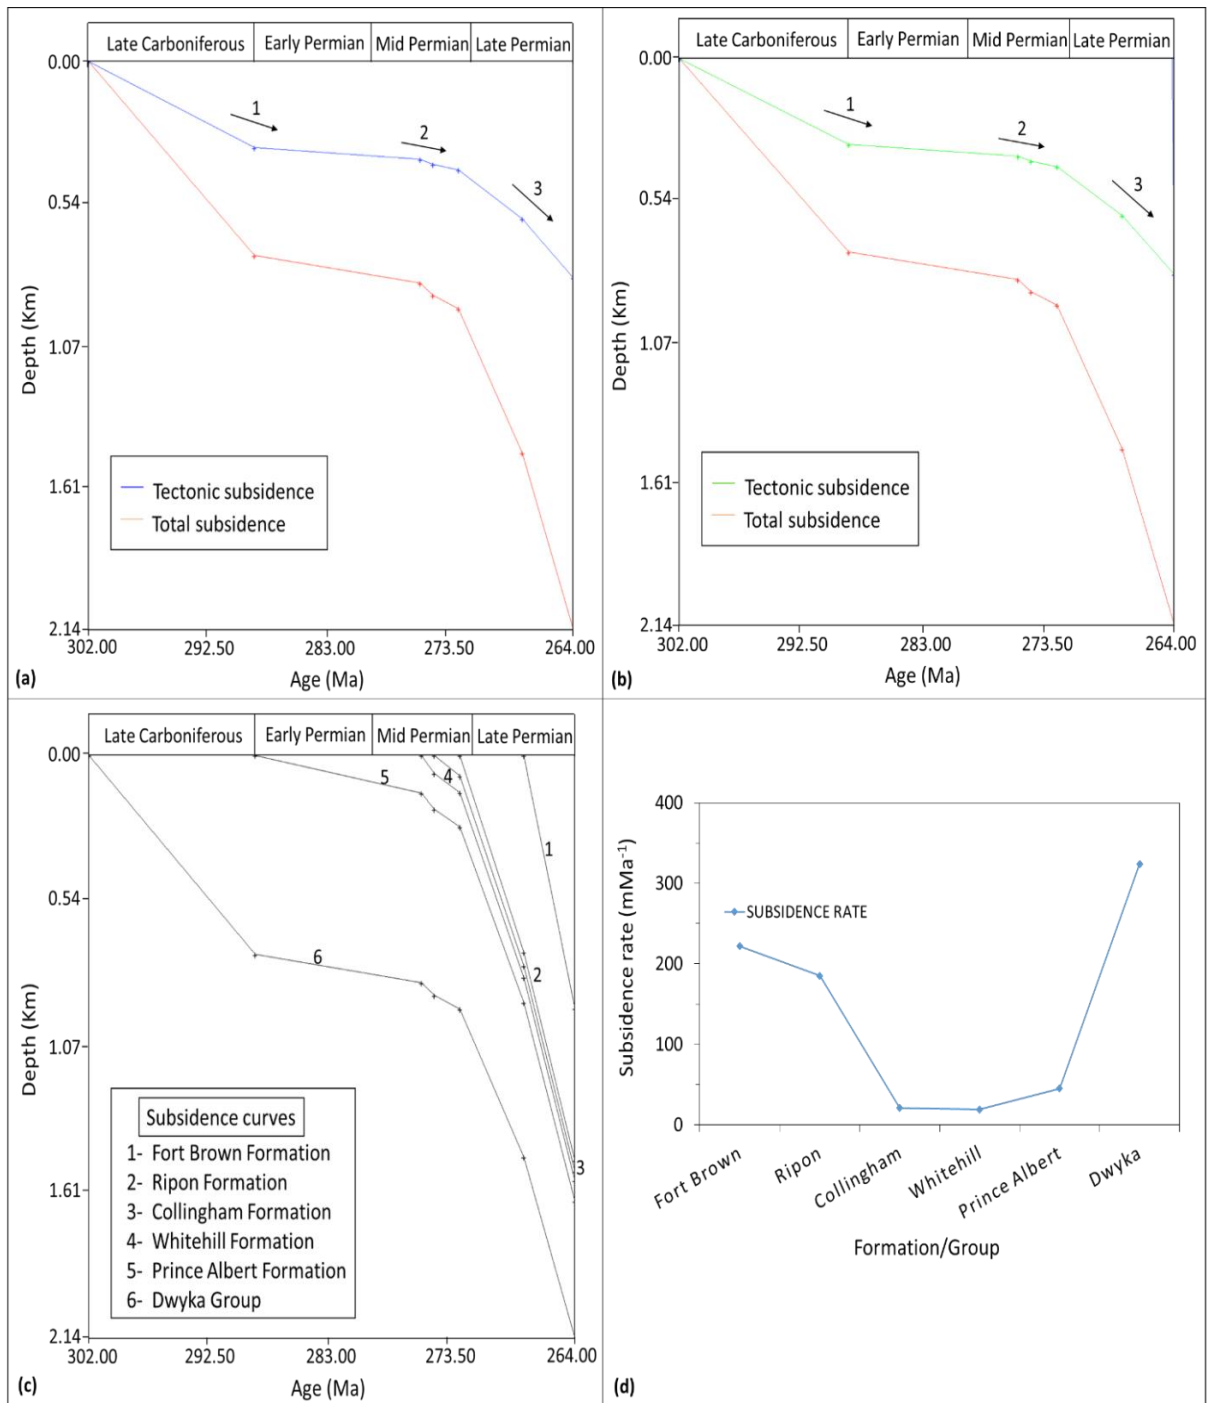 Late Carboniferous Early Permian Mid Permian Late Permian
0.00
0.54
1.07
1.61
2.14
Depth (Km)
1
2
3
Tectonic subsidence
Total subsidence
302.00 292.50 283.00 273.50 264.00
Age (Ma)
(a)
Late Carboniferous Early Permian Mid Permian Late Permian
0.00
0.54
1.07
1.61
2.14
Depth (Km)
1
2
3
Tectonic subsidence
Total subsidence
302.00 292.50 283.00 273.50 264.00
Age (Ma)
(b)
Late Carboniferous Early Permian Mid Permian Late Permian
0.00
0.54
1.07
1.61
2.14
Depth (Km)
5
4
1
6
2
3
Subsidence curves
1- Fort Brown Formation
2- Ripon Formation
3- Collingham Formation
4- Whitehill Formation
5- Prince Albert Formation
6- Dwyka Group
302.00 292.50 283.00 273.50 264.00
Age (Ma)
(c)
400
300
200
100
0
Subsidence rate (mMa⁻¹)
SUBSIDENCE RATE
Fort Brown Ripon Collingham Whitehill Prince Albert Dwyka
Formation/Group
(d)